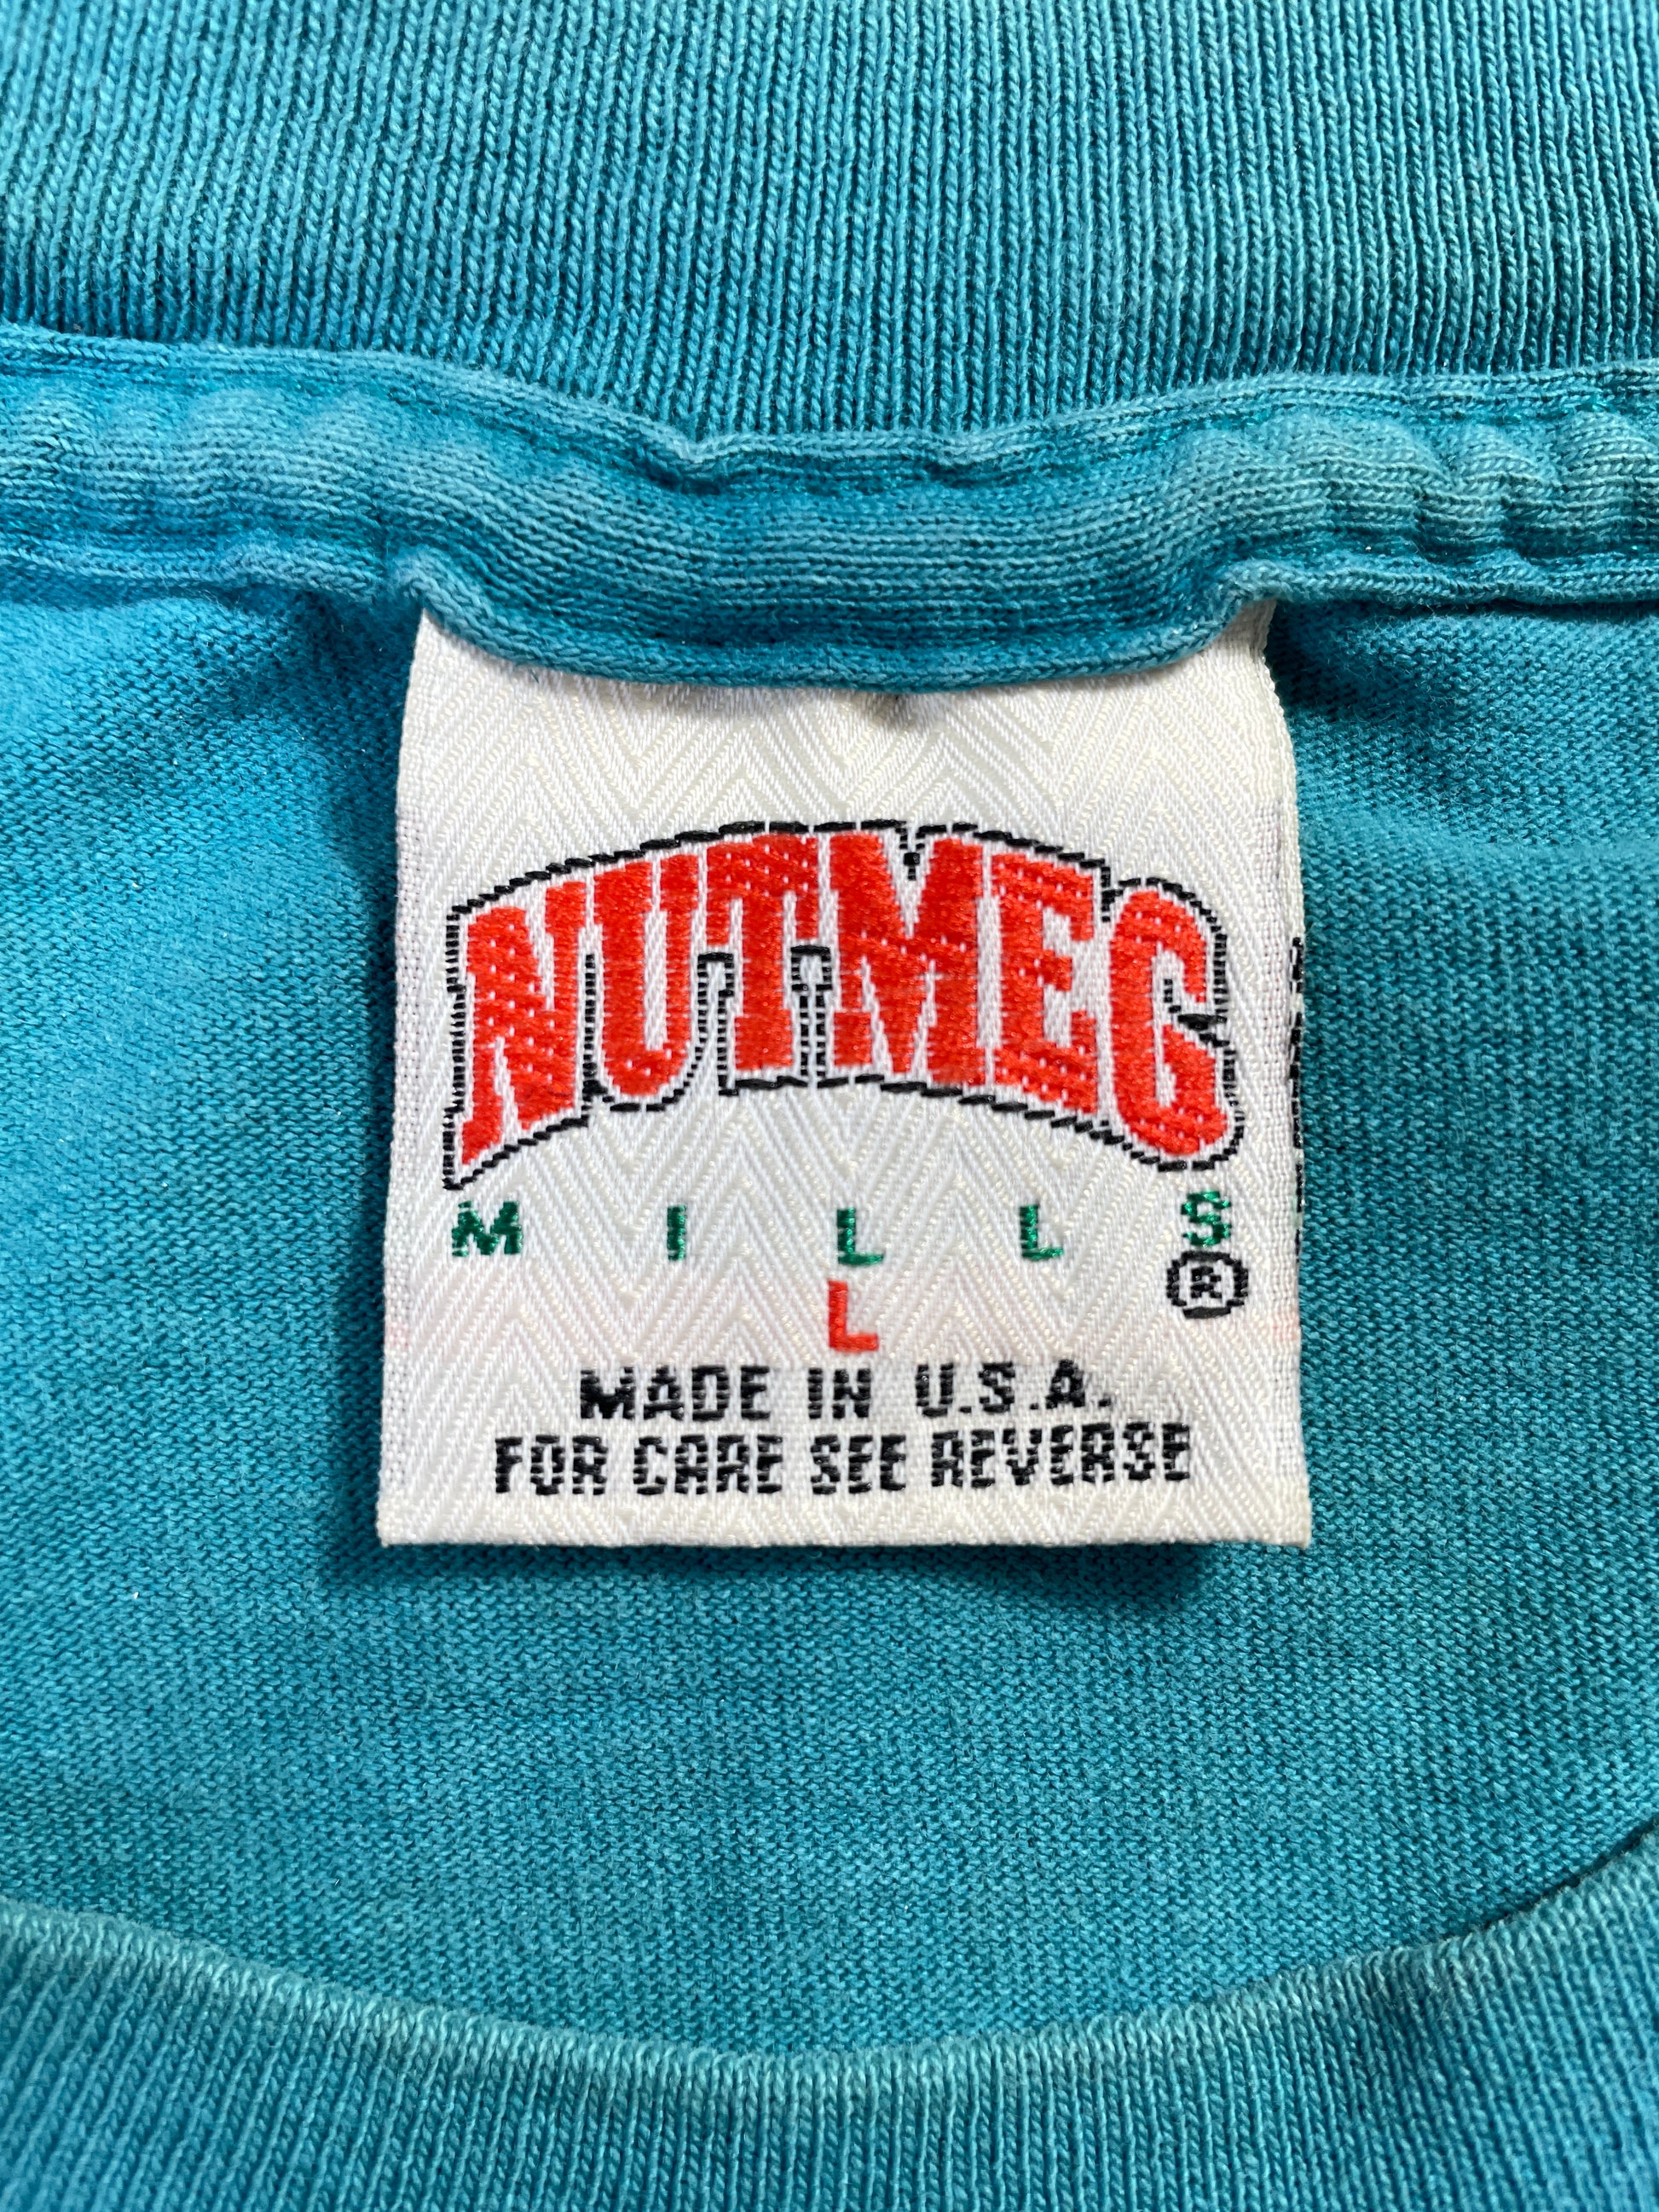 NUTMEG
MILLS
®
L
MADE IN U.S.A.
FOR CARE SEE REVERSE